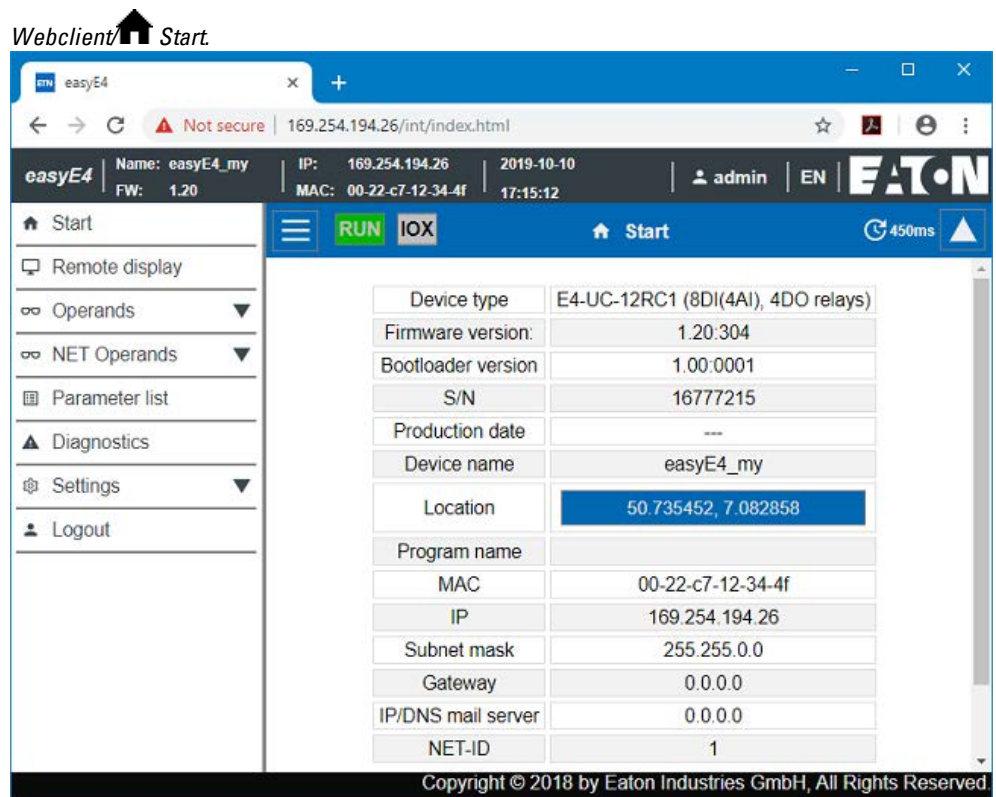 Webclient/ Start.
easyE4
Not secure | 169.254.194.26/int/index.html
easyE4
Name: easyE4_my
FW: 1.20
IP: 169.254.194.26
MAC: 00-22-c7-12-34-4f
2019-10-10
17:15:12
admin
EN
EATON
Start
Remote display
Operands
NET Operands
Parameter list
Diagnostics
Settings
Logout
RUN IOX Start 450ms
Device type E4-UC-12RC1 (8DI(4AI), 4DO relays)
Firmware version: 1.20:304
Bootloader version 1.00:0001
S/N 16777215
Production date ---
Device name easyE4_my
Location 50.735452, 7.082858
Program name
MAC 00-22-c7-12-34-4f
IP 169.254.194.26
Subnet mask 255.255.0.0
Gateway 0.0.0.0
IP/DNS mail server 0.0.0.0
NET-ID 1
Copyright © 2018 by Eaton Industries GmbH, All Rights Reserved.